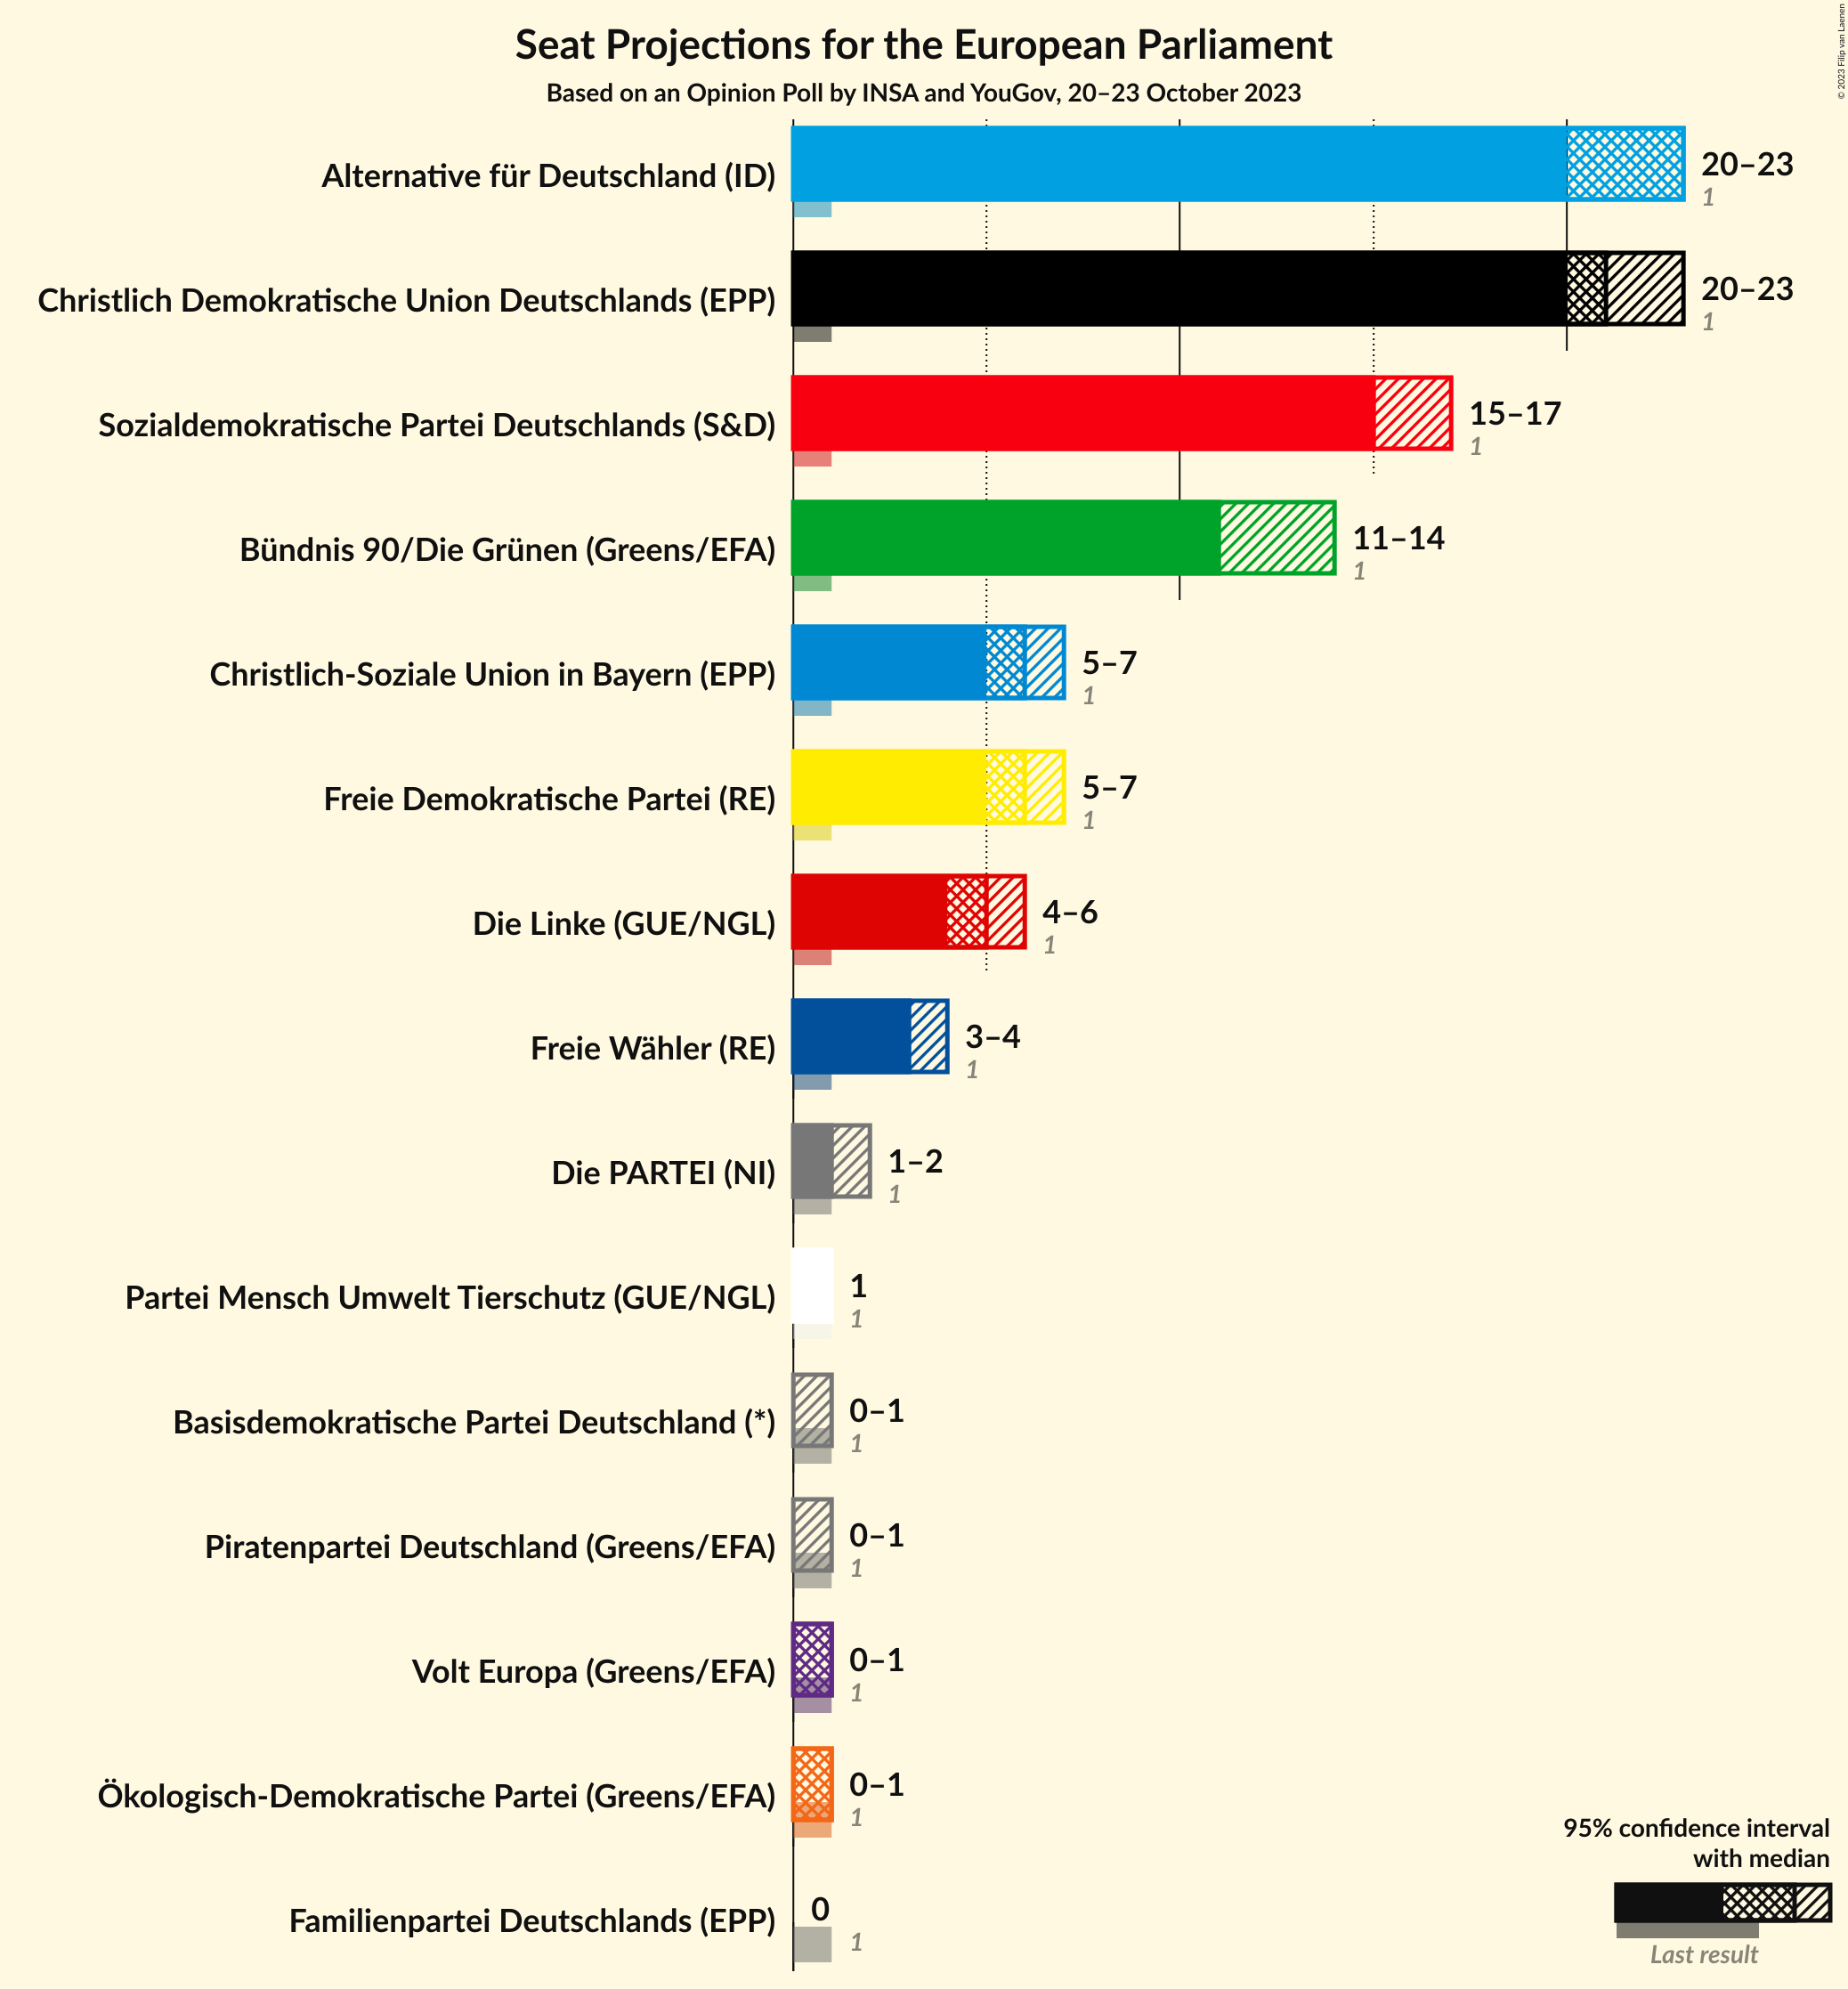 Seat Projections for the European Parliament
Based on an Opinion Poll by INSA and YouGov, 20–23 October 2023
© 2023 Filip van Laenen
Alternative für Deutschland (ID)
20–23
1
Christlich Demokratische Union Deutschlands (EPP)
20–23
1
Sozialdemokratische Partei Deutschlands (S&D)
15–17
1
Bündnis 90/Die Grünen (Greens/EFA)
11–14
1
Christlich-Soziale Union in Bayern (EPP)
5–7
1
Freie Demokratische Partei (RE)
5–7
1
Die Linke (GUE/NGL)
4–6
1
Freie Wähler (RE)
3–4
1
Die PARTEI (NI)
1–2
1
Partei Mensch Umwelt Tierschutz (GUE/NGL)
1
1
Basisdemokratische Partei Deutschland (*)
0–1
1
Piratenpartei Deutschland (Greens/EFA)
0–1
1
Volt Europa (Greens/EFA)
0–1
1
Ökologisch-Demokratische Partei (Greens/EFA)
0–1
1
Familienpartei Deutschlands (EPP)
0
1
95% confidence interval
with median
Last result